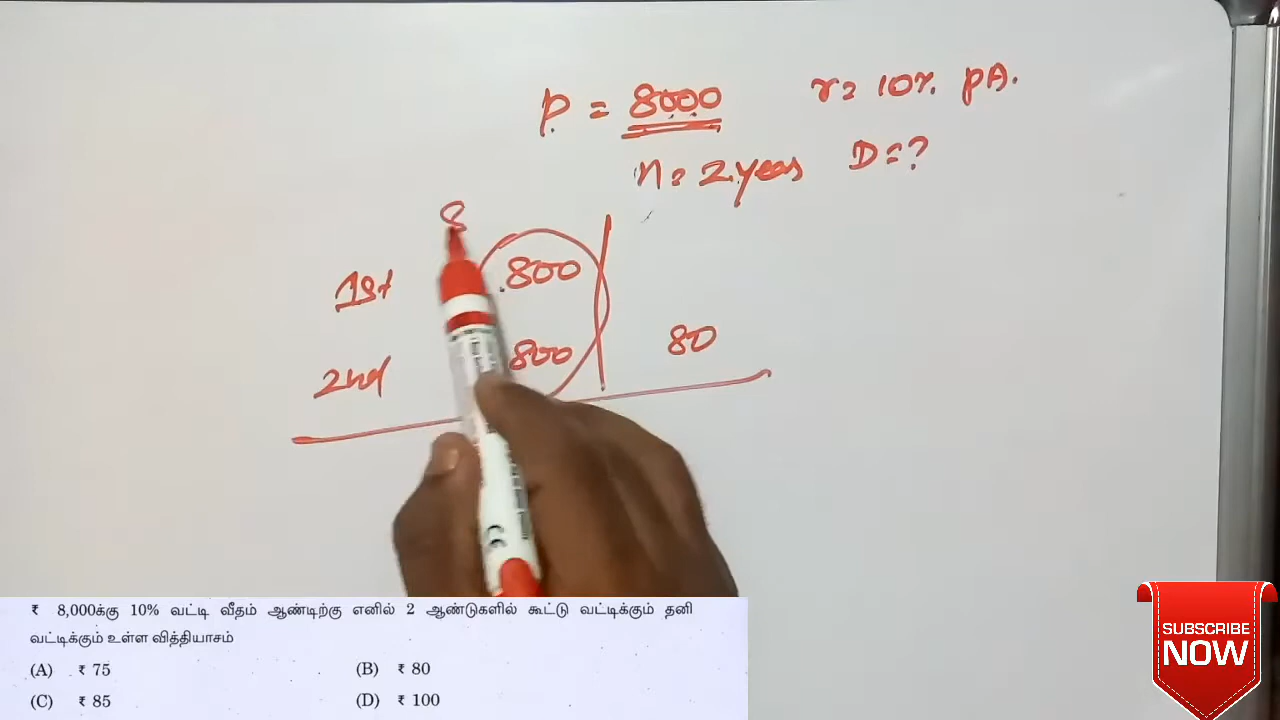 P = 8000 r = 10% PA.
n = 2 years D = ?
8
1st 800
2nd 800 80
₹ 8,000க்கு 10% வட்டி வீதம் ஆண்டிற்கு எனில் 2 ஆண்டுகளில் கூட்டு வட்டிக்கும் தனி
வட்டிக்கும் உள்ள வித்தியாசம்
(A) ₹ 75 (B) ₹ 80
(C) ₹ 85 (D) ₹ 100
SUBSCRIBE
NOW